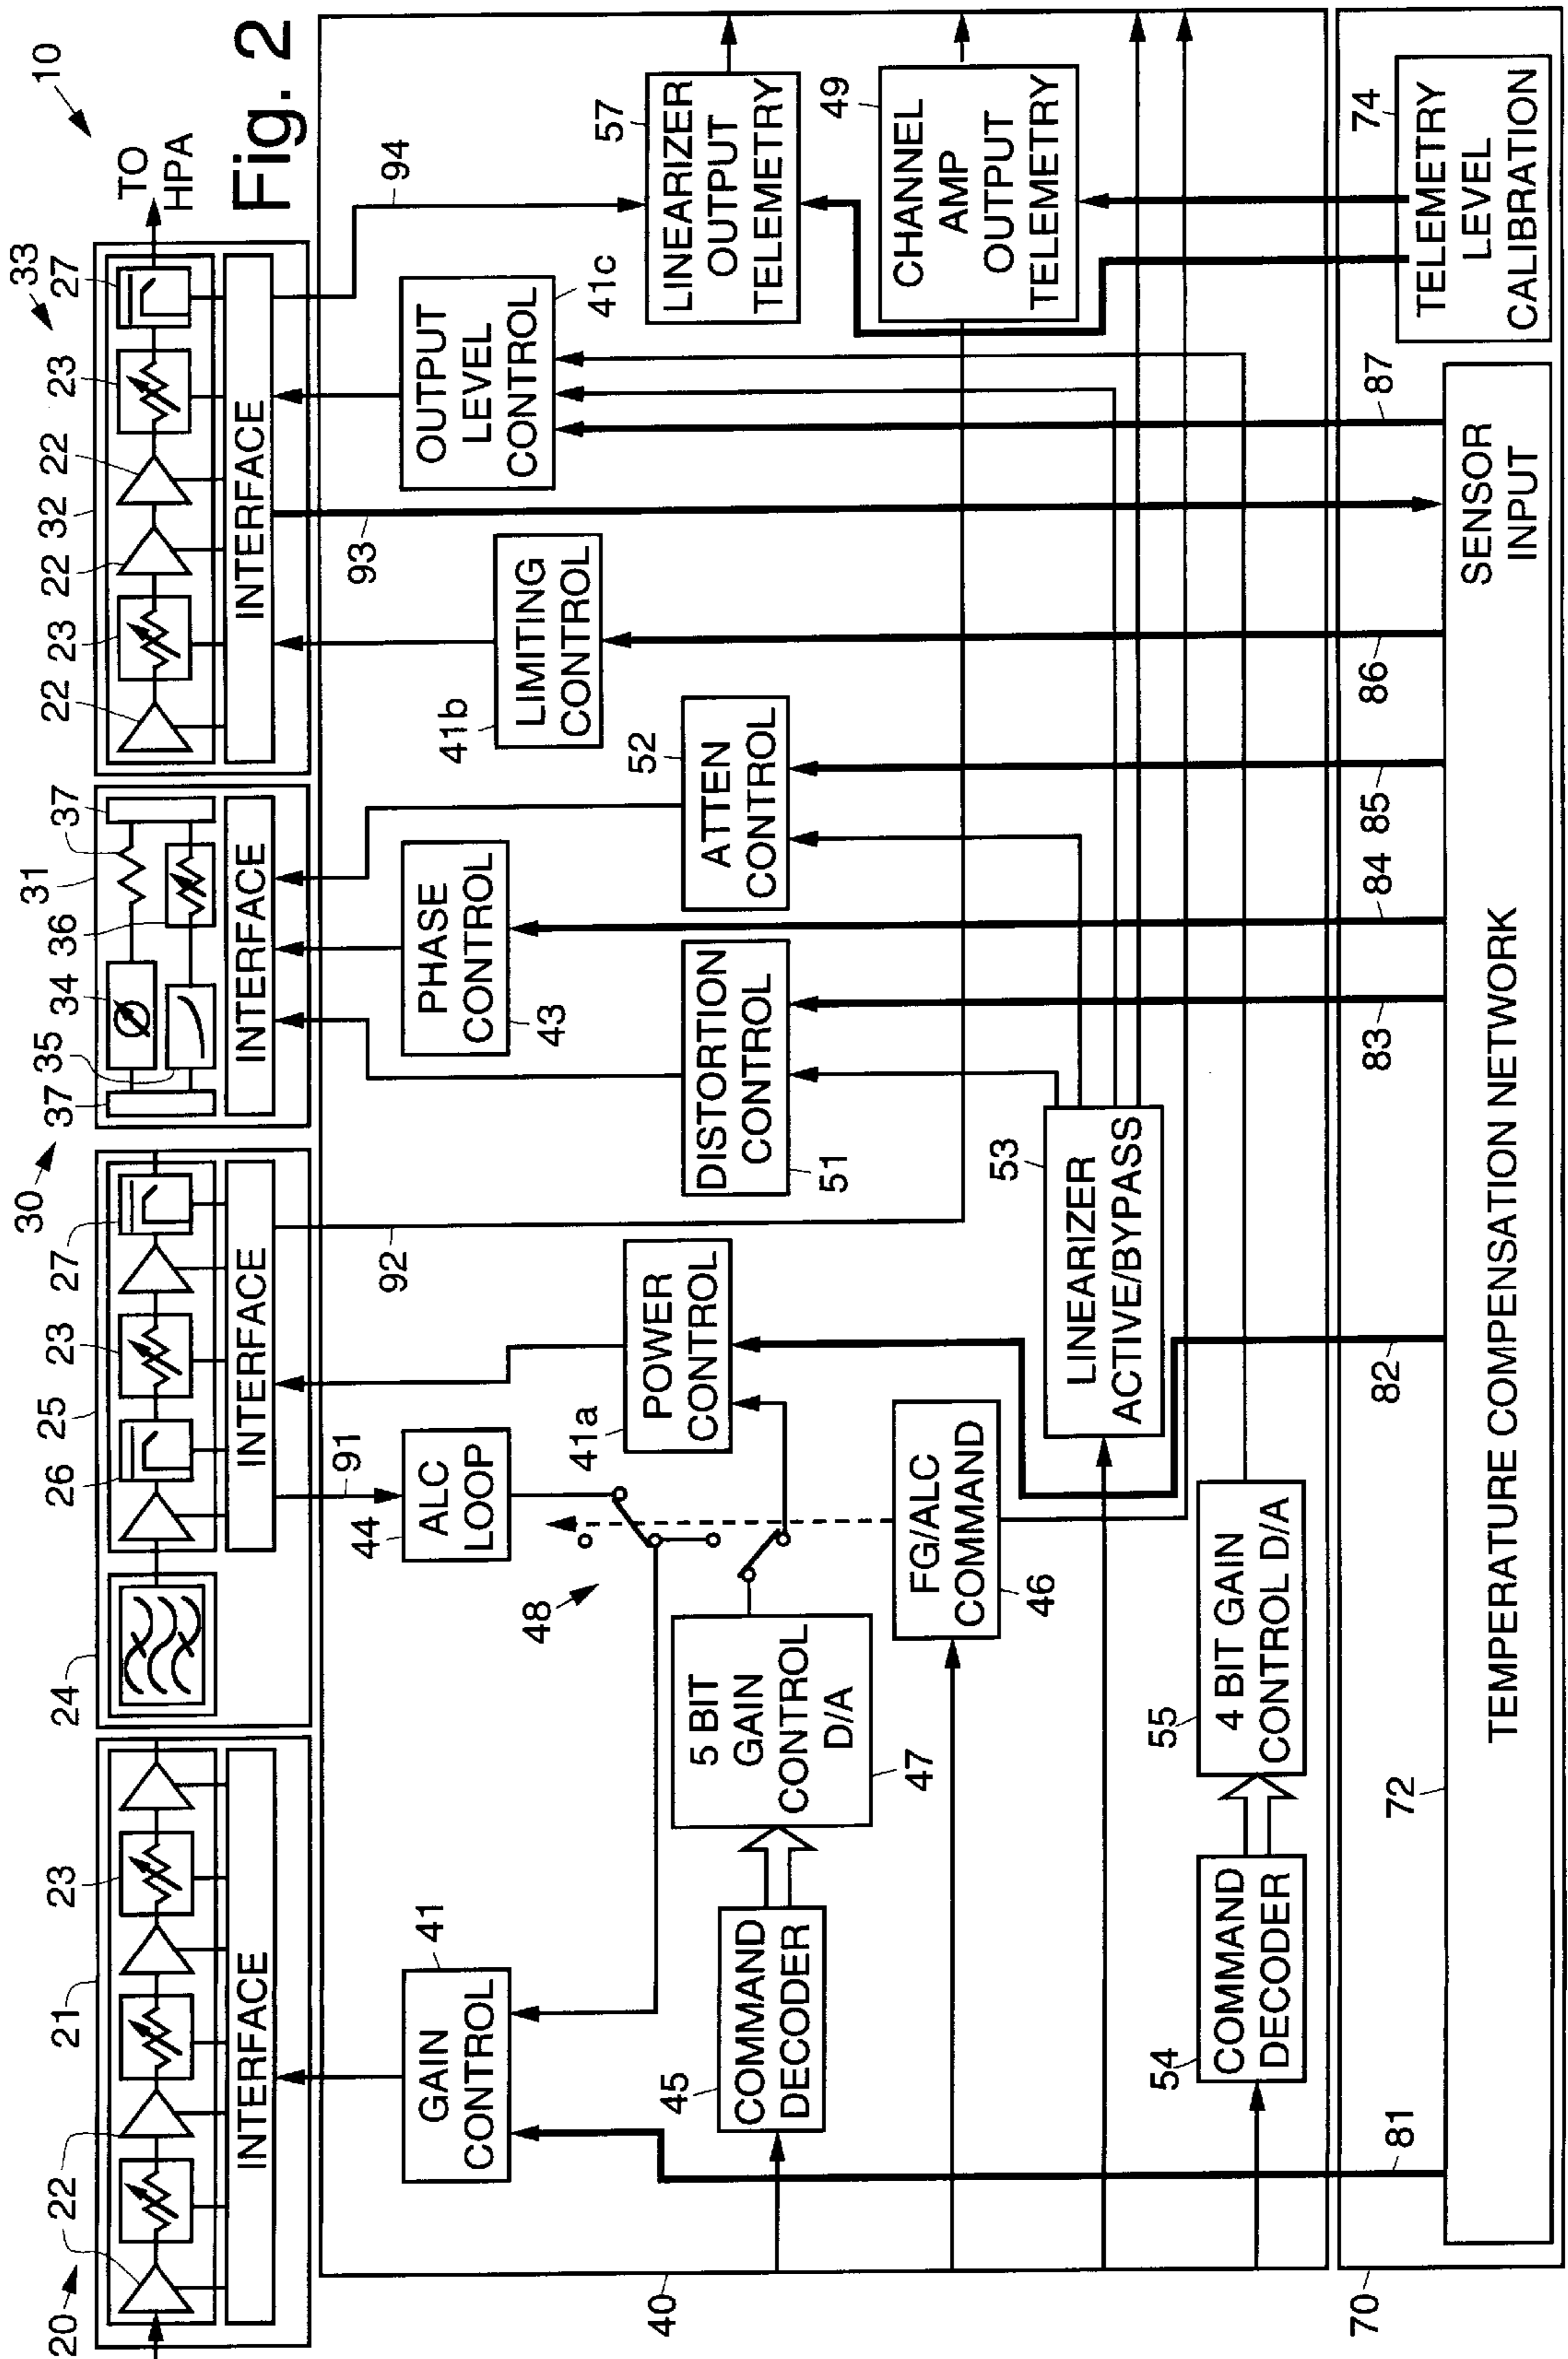 Fig. 2
10
TO
HPA
20
22
21
23
INTERFACE
24
25
26
23
27
INTERFACE
30
37
35
34
36
31
37
INTERFACE
22
23
22
32
22
23
27
33
INTERFACE
40
GAIN
CONTROL
41
ALC
LOOP
44
91
48
POWER
CONTROL
41a
92
DISTORTION
CONTROL
51
PHASE
CONTROL
43
ATTEN
CONTROL
52
LIMITING
CONTROL
41b
93
OUTPUT
LEVEL
CONTROL
41c
94
LINEARIZER
OUTPUT
TELEMETRY
57
CHANNEL
AMP
OUTPUT
TELEMETRY
49
COMMAND
DECODER
45
5 BIT
GAIN
CONTROL
D/A
47
FG/ALC
COMMAND
46
LINEARIZER
ACTIVE/BYPASS
53
COMMAND
DECODER
54
4 BIT GAIN
CONTROL D/A
55
70
81
72
82
83
84
85
86
87
TEMPERATURE COMPENSATION NETWORK
SENSOR
INPUT
TELEMETRY
LEVEL
CALIBRATION
74